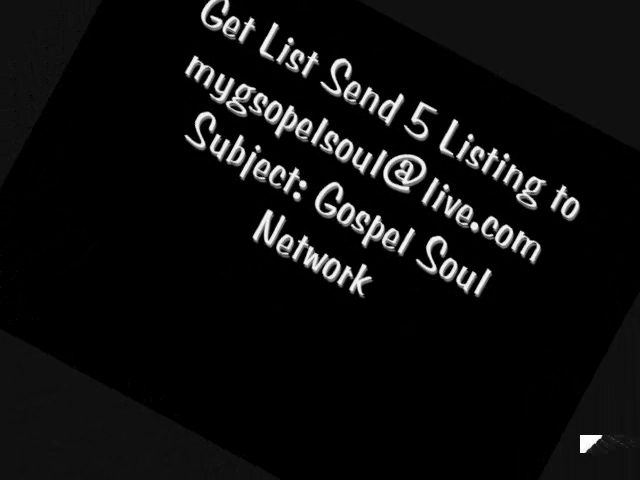 Get List Send 5 Listing to
mygsopelsoul@live.com
Subject: Gospel Soul
Network